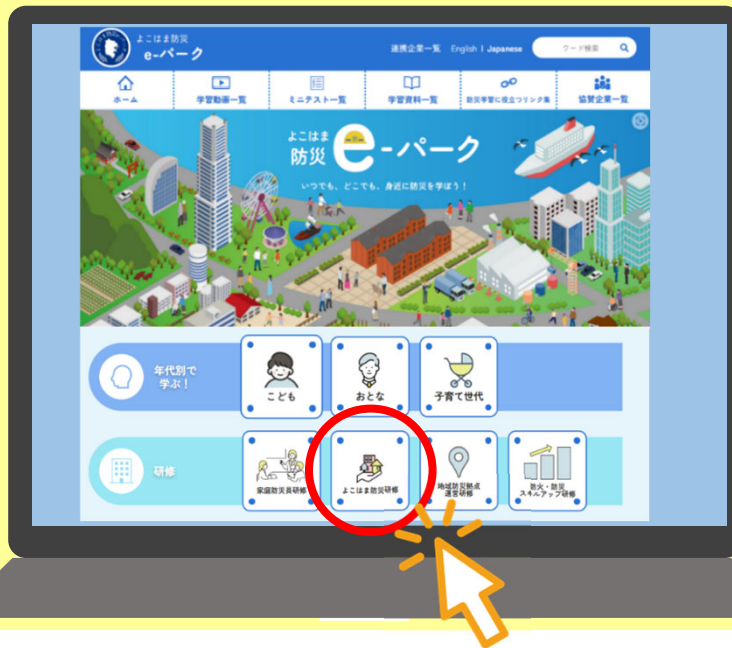 よこはま防災
e-パーク
連携企業一覧 English | Japanese ワード検索
ホーム 学習動画一覧 ミニテスト一覧 学習資料一覧 防災学習に役立つリンク集 協賛企業一覧
よこはま
防災 e-パーク
いつでも、どこでも、身近に防災を学ぼう！
年代別で
学ぶ！
こども おとな 子育て世代
研修
家庭防災員研修 よこはま防災研修 地域防災拠点
運営研修 防火・防災
スキルアップ研修